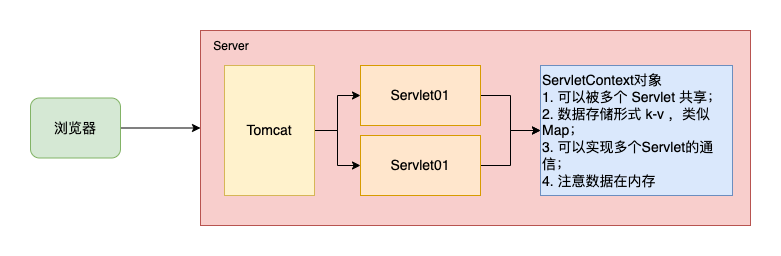 Server
浏览器
Tomcat
Servlet01
Servlet01
ServletContext对象
1. 可以被多个 Servlet 共享；
2. 数据存储形式 k-v ，类似
Map；
3. 可以实现多个Servlet的通
信；
4. 注意数据在内存